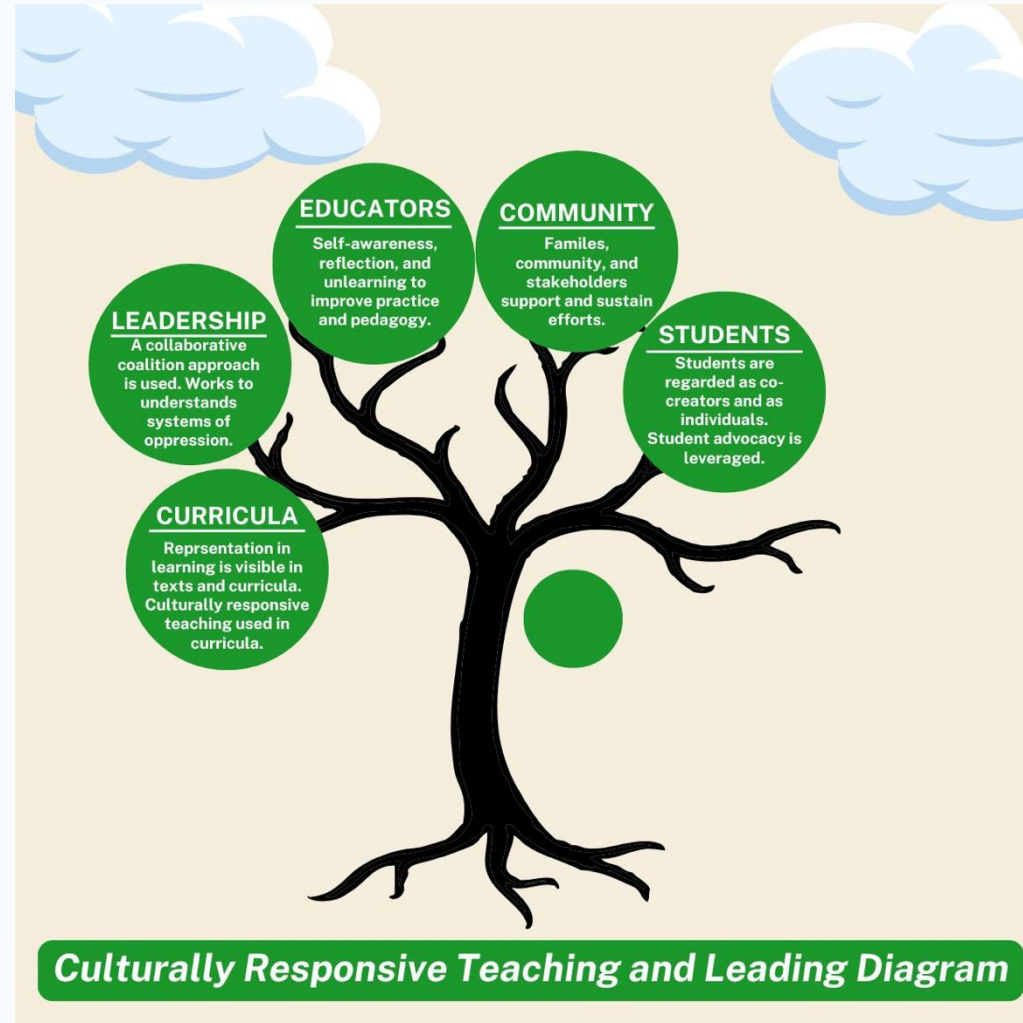 EDUCATORS
Self-awareness,
reflection, and
unlearning to
improve practice
and pedagogy.
COMMUNITY
Familes,
community, and
stakeholders
support and sustain
efforts.
LEADERSHIP
A collaborative
coalition approach
is used. Works to
understands
systems of
oppression.
STUDENTS
Students are
regarded as co-
creators and as
individuals.
Student advocacy is
leveraged.
CURRICULA
Reprsentation in
learning is visible in
texts and curricula.
Culturally responsive
teaching used in
curricula.
Culturally Responsive Teaching and Leading Diagram